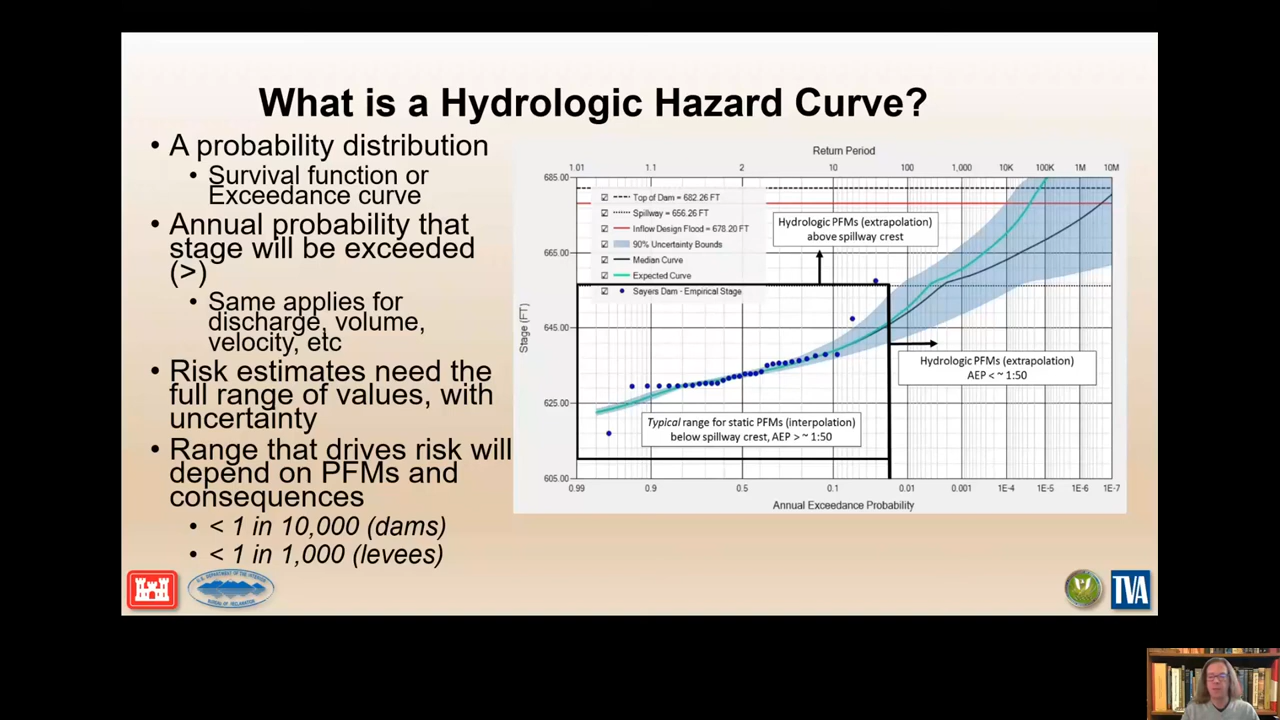 What is a Hydrologic Hazard Curve?
• A probability distribution
• Survival function or
Exceedance curve
• Annual probability that
stage will be exceeded
(>)
• Same applies for
discharge, volume,
velocity, etc
• Risk estimates need the
full range of values, with
uncertainty
• Range that drives risk will
depend on PFMs and
consequences
• < 1 in 10,000 (dams)
• < 1 in 1,000 (levees)
Return Period
1.01 1.1 2 10 100 1,000 10K 100K 1M 10M
685.00
665.00
645.00
625.00
605.00
Stage (FT)
Top of Dam = 682.26 FT
Spillway = 656.26 FT
Inflow Design Flood = 678.20 FT
90% Uncertainty Bounds
Median Curve
Expected Curve
Sayers Dam - Empirical Stage
Hydrologic PFMs (extrapolation)
above spillway crest
Hydrologic PFMs (extrapolation)
AEP < ~ 1:50
Typical range for static PFMs (interpolation)
below spillway crest, AEP > ~ 1:50
0.99 0.9 0.5 0.1 0.01 0.001 1E-4 1E-5 1E-6 1E-7
Annual Exceedance Probability
U.S. DEPARTMENT OF THE INTERIOR
BUREAU OF RECLAMATION
TVA